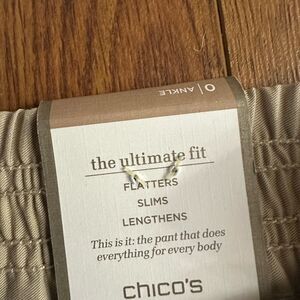 0 | ANKLE
the ultimate fit
FLATTERS
SLIMS
LENGTHENS
This is it: the pant that does
everything for every body
chico's